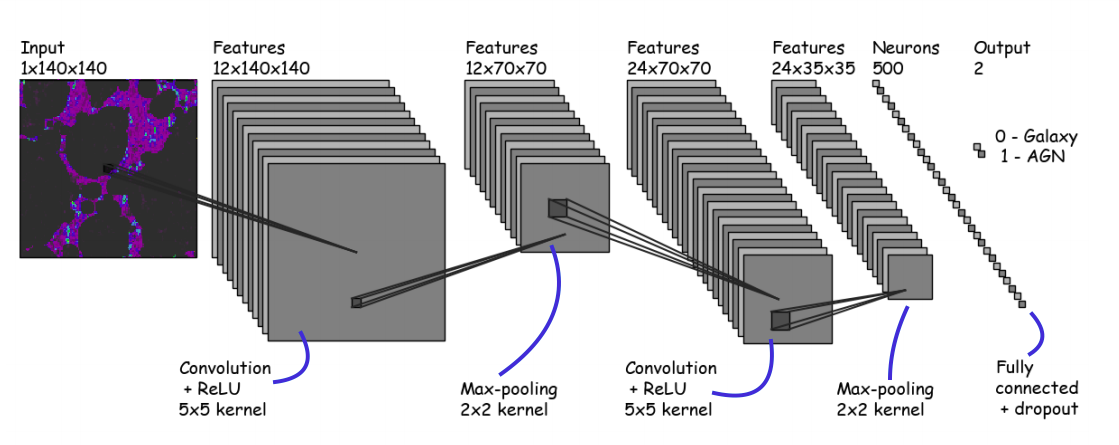 Input
1x140x140
Features
12x140x140
Features
12x70x70
Features
24x70x70
Features
24x35x35
Neurons
500
Output
2
0 - Galaxy
1 - AGN
Convolution
+ ReLU
5x5 kernel
Max-pooling
2x2 kernel
Convolution
+ ReLU
5x5 kernel
Max-pooling
2x2 kernel
Fully
connected
+ dropout